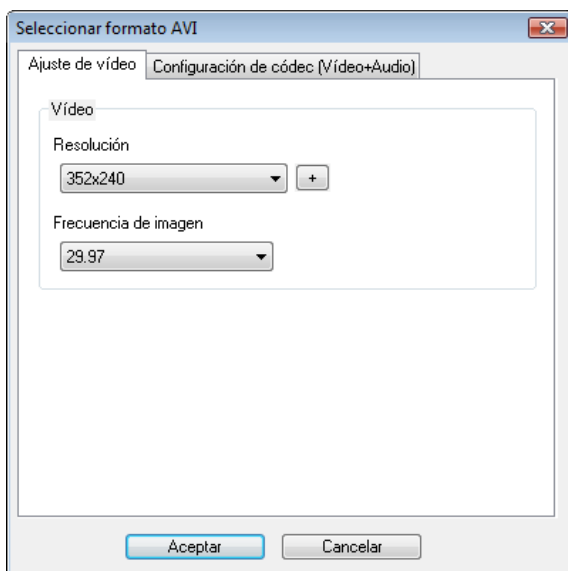 Seleccionar formato AVI
Ajuste de vídeo
Configuración de códec (Vídeo+Audio)
Vídeo
Resolución
352x240
+
Frecuencia de imagen
29.97
Aceptar
Cancelar